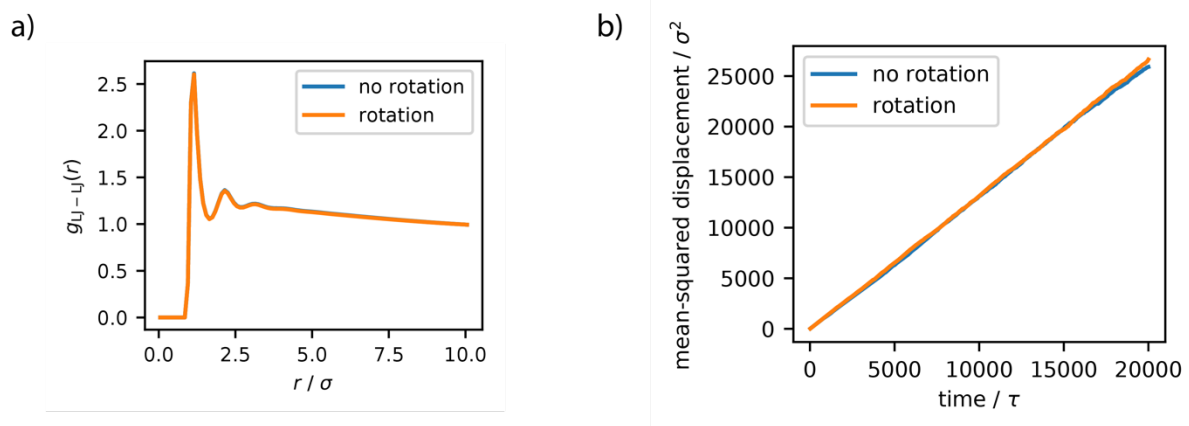 a)
2.5
2.0
1.5
1.0
0.5
0.0
g_LJ−LJ(r)
no rotation
rotation
0.0 2.5 5.0 7.5 10.0
r / σ
b)
mean-squared displacement / σ²
25000
20000
15000
10000
5000
0
no rotation
rotation
0 5000 10000 15000 20000
time / τ